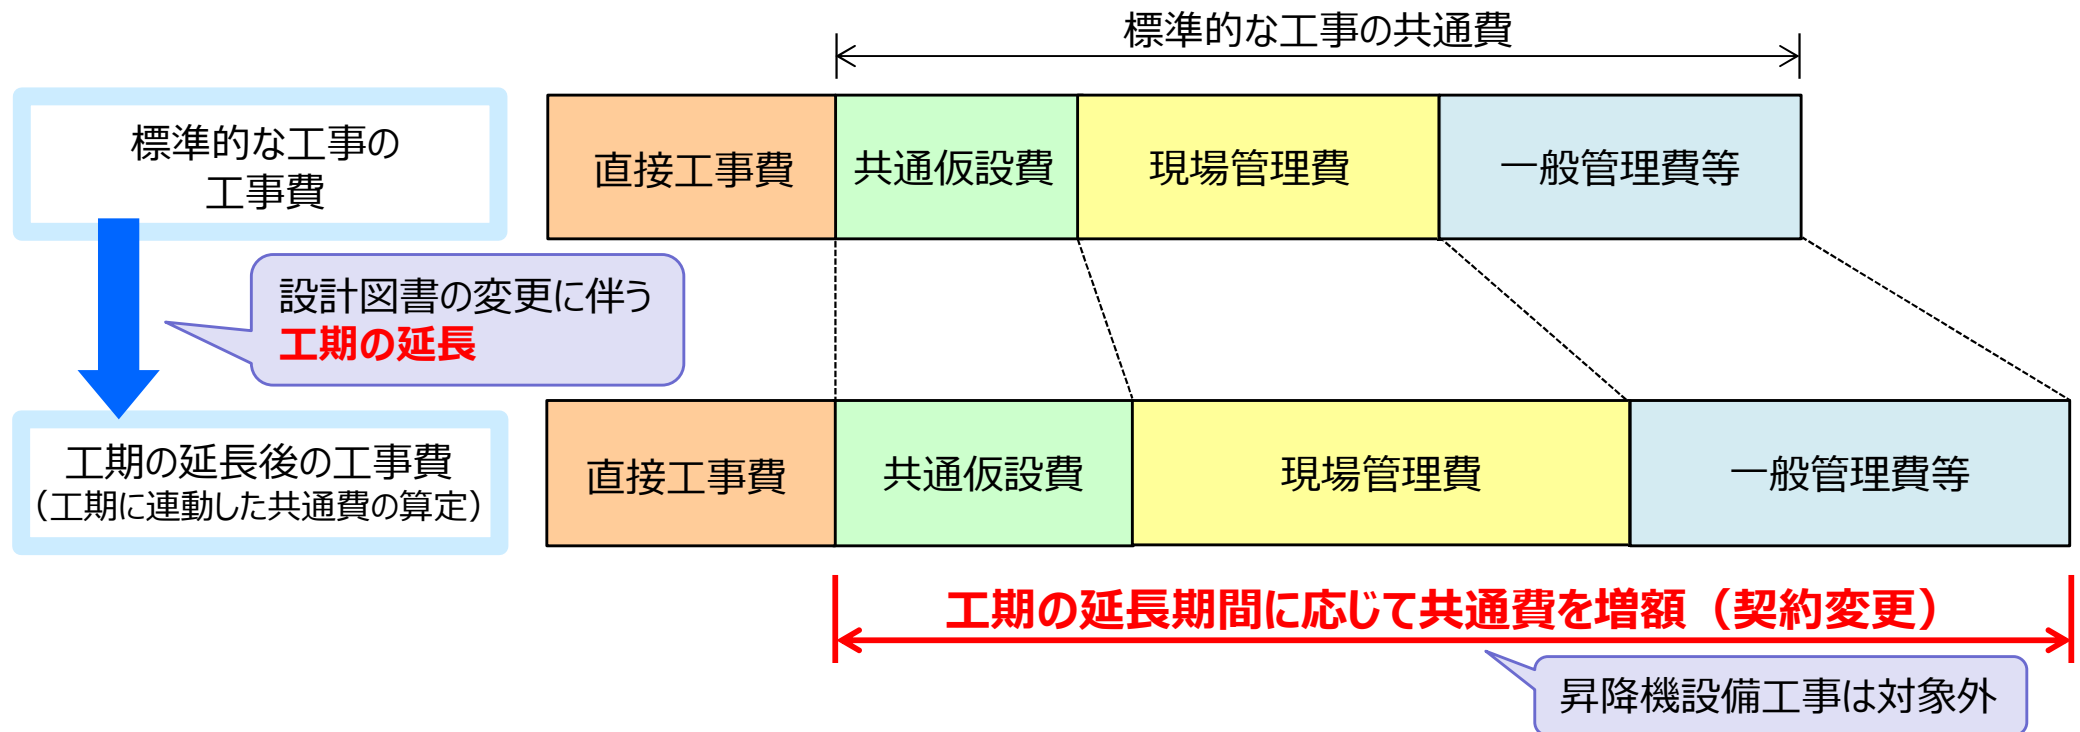 標準的な工事の共通費
標準的な工事の
工事費
直接工事費
共通仮設費
現場管理費
一般管理費等
設計図書の変更に伴う
工期の延長
工期の延長後の工事費
（工期に連動した共通費の算定）
直接工事費
共通仮設費
現場管理費
一般管理費等
工期の延長期間に応じて共通費を増額（契約変更）
昇降機設備工事は対象外